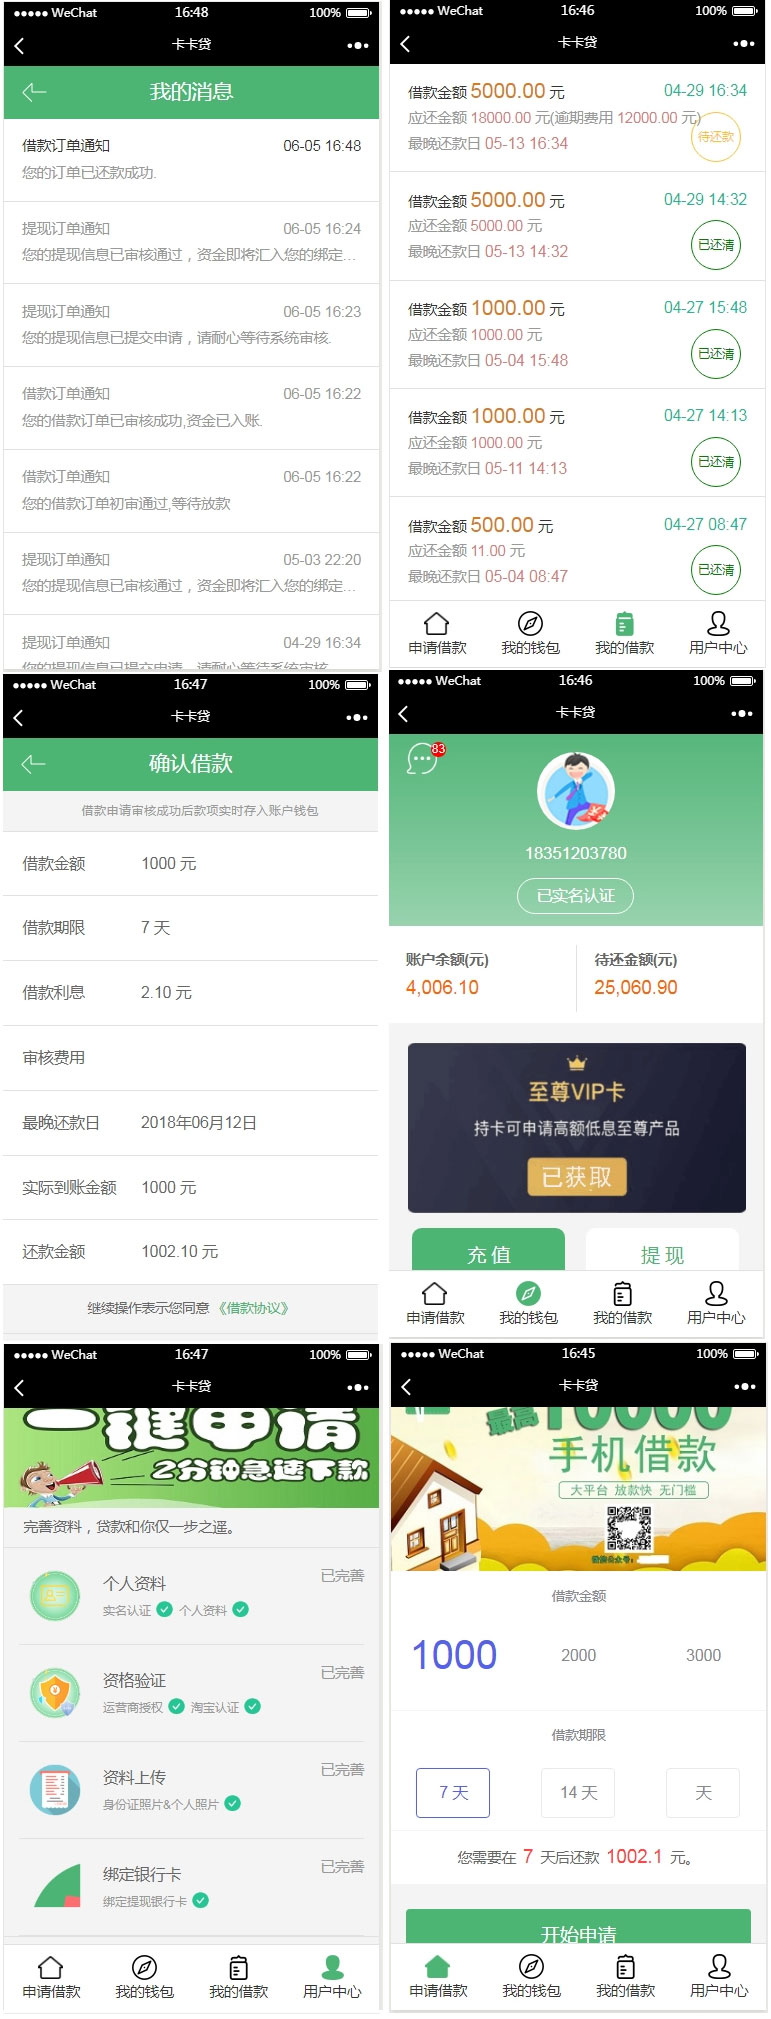 ●●●●● WeChat 16:48 100%
卡卡贷
我的消息
借款订单通知 06-05 16:48
您的订单已还款成功.
提现订单通知 06-05 16:24
您的提现信息已审核通过，资金即将汇入您的绑定...
提现订单通知 06-05 16:23
您的提现信息已提交申请，请耐心等待系统审核.
借款订单通知 06-05 16:22
您的借款订单已审核成功,资金已入账.
借款订单通知 06-05 16:22
您的借款订单初审通过,等待放款
提现订单通知 05-03 22:20
您的提现信息已审核通过，资金即将汇入您的绑定...
提现订单通知 04-29 16:34
您的提现信息已提交申请，请耐心等待系统审核.
●●●●● WeChat 16:46 100%
卡卡贷
借款金额 5000.00 元 04-29 16:34
应还金额 18000.00 元(逾期费用 12000.00 元)
待还款
最晚还款日 05-13 16:34
借款金额 5000.00 元 04-29 14:32
应还金额 5000.00 元
已还清
最晚还款日 05-13 14:32
借款金额 1000.00 元 04-27 15:48
应还金额 1000.00 元
已还清
最晚还款日 05-04 15:48
借款金额 1000.00 元 04-27 14:13
应还金额 1000.00 元
已还清
最晚还款日 05-11 14:13
借款金额 500.00 元 04-27 08:47
应还金额 11.00 元
已还清
最晚还款日 05-04 08:47
申请借款 我的钱包 我的借款 用户中心
●●●●● WeChat 16:47 100%
卡卡贷
确认借款
借款申请审核成功后款项实时存入账户钱包
借款金额 1000 元
借款期限 7 天
借款利息 2.10 元
审核费用
最晚还款日 2018年06月12日
实际到账金额 1000 元
还款金额 1002.10 元
继续操作表示您同意《借款协议》
●●●●● WeChat 16:46 100%
卡卡贷
83
18351203780
已实名认证
账户余额(元) 待还金额(元)
4,006.10 25,060.90
至尊VIP卡
持卡可申请高额低息至尊产品
已获取
充值 提现
申请借款 我的钱包 我的借款 用户中心
●●●●● WeChat 16:47 100%
卡卡贷
一键申请
2分钟急速下款
完善资料，贷款和你仅一步之遥。
个人资料 已完善
实名认证 个人资料
资格验证 已完善
运营商授权 淘宝认证
资料上传 已完善
身份证照片&个人照片
绑定银行卡 已完善
绑定提现银行卡
申请借款 我的钱包 我的借款 用户中心
●●●●● WeChat 16:45 100%
卡卡贷
最高10000
手机借款
大平台 放款快 无门槛
微信公众号:
借款金额
1000 2000 3000
借款期限
7 天 14 天 天
您需要在 7 天后还款 1002.1 元。
开始申请
申请借款 我的钱包 我的借款 用户中心